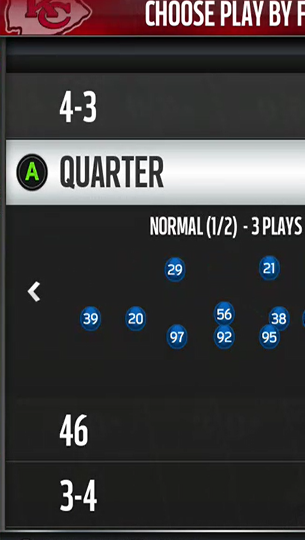 KC
CHOOSE PLAY BY F
4-3
A QUARTER
NORMAL (1/2) - 3 PLAYS
29 21
39 20 56 38
97 92 95
46
3-4